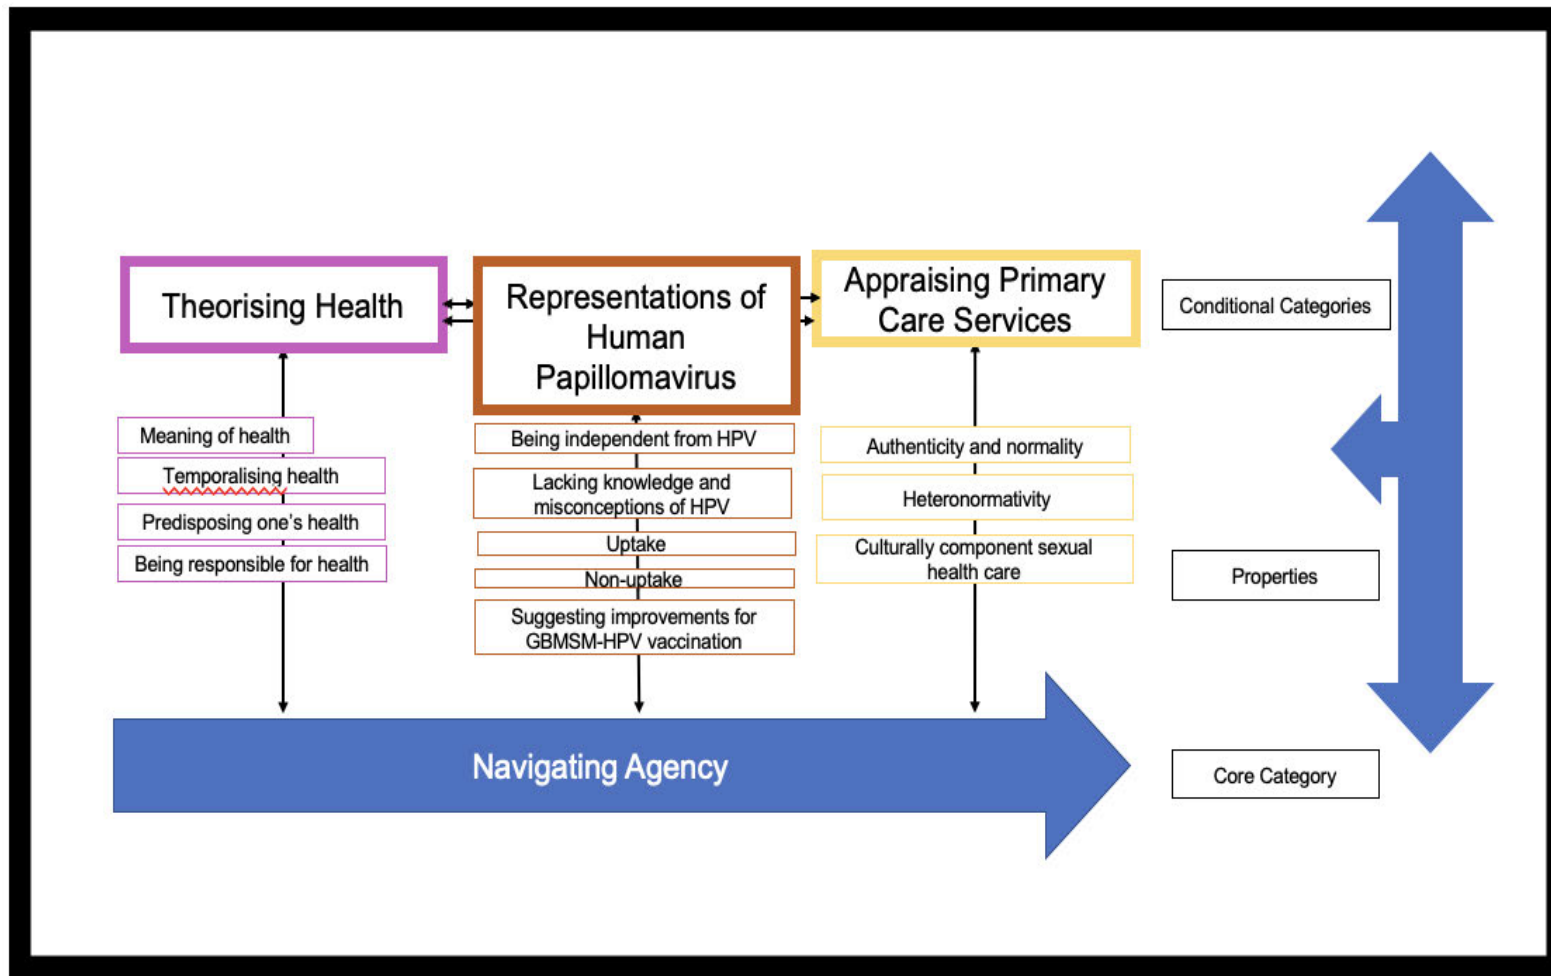 Theorising Health
Representations of
Human
Papillomavirus
Appraising Primary
Care Services
Conditional Categories
Meaning of health
Temporalising health
Predisposing one's health
Being responsible for health
Being independent from HPV
Lacking knowledge and
misconceptions of HPV
Uptake
Non-uptake
Suggesting improvements for
GBMSM-HPV vaccination
Authenticity and normality
Heteronormativity
Culturally component sexual
health care
Properties
Navigating Agency
Core Category